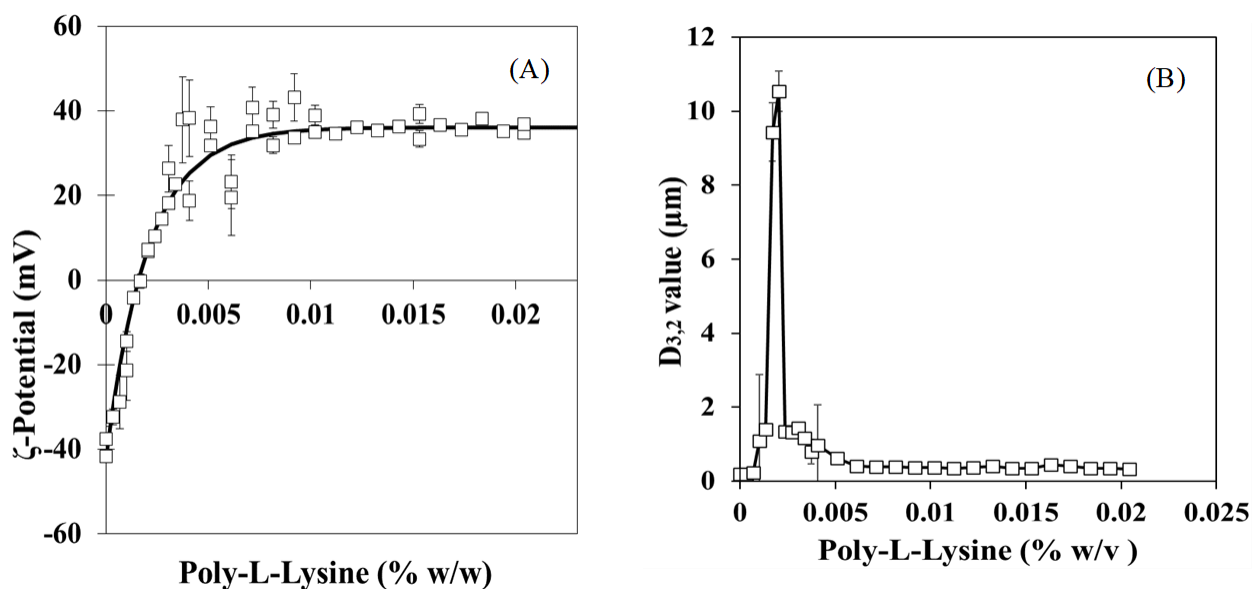 (A)
60
40
20
0
-20
-40
-60
0 0.005 0.01 0.015 0.02
ζ-Potential (mV)
Poly-L-Lysine (% w/w)
(B)
12
10
8
6
4
2
0
0 0.005 0.01 0.015 0.02 0.025
D3,2 value (μm)
Poly-L-Lysine (% w/v )